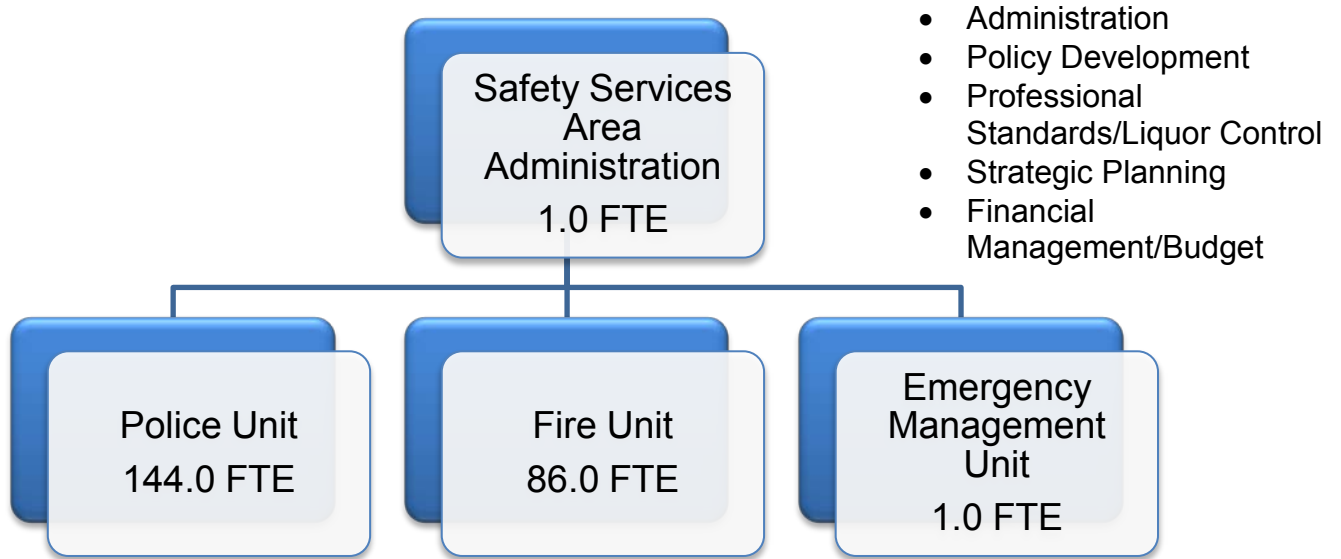 Safety Services
Area
Administration
1.0 FTE
• Administration
• Policy Development
• Professional
Standards/Liquor Control
• Strategic Planning
• Financial
Management/Budget
Police Unit
144.0 FTE
Fire Unit
86.0 FTE
Emergency
Management
Unit
1.0 FTE